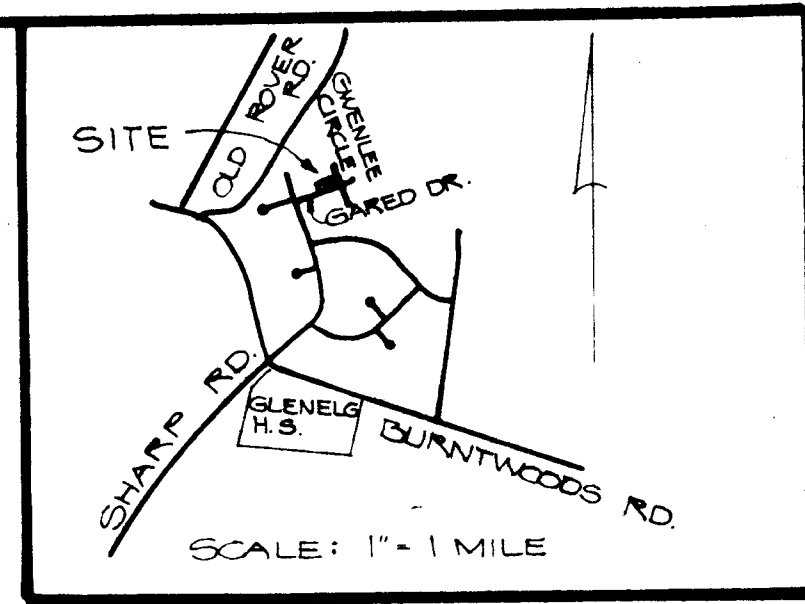 OLD ROVER RD.
GWENLEE CIRCLE
SITE
GARED DR.
SHARP RD.
GLENELG
H.S.
BURNTWOODS RD.
SCALE: 1" = 1 MILE